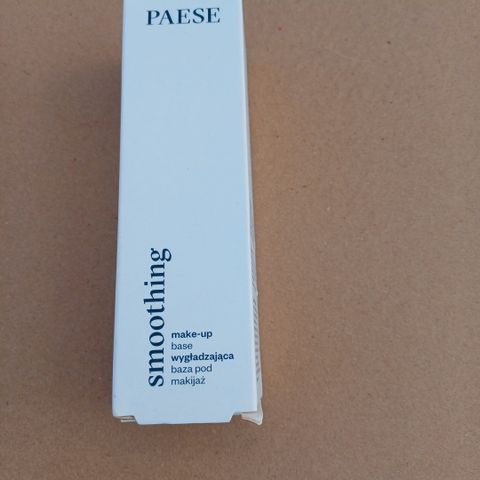 PAESE
smoothing
make-up
base
wygładzająca
baza pod
makijaż